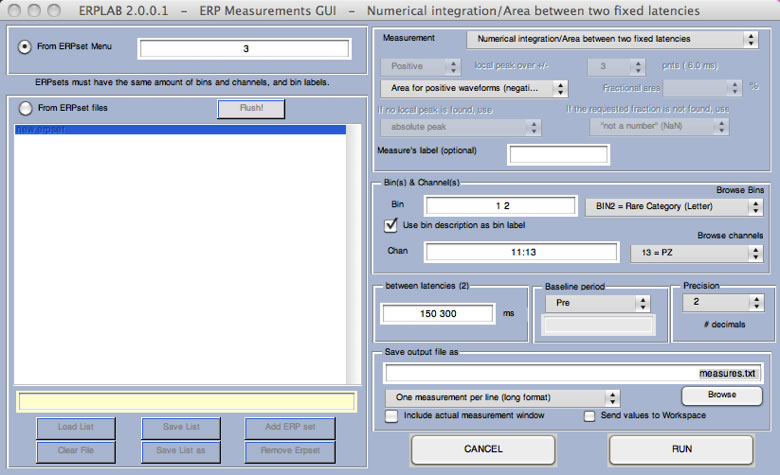 ERPLAB 2.0.0.1 - ERP Measurements GUI - Numerical integration/Area between two fixed latencies
From ERPset Menu
3
ERPsets must have the same amount of bins and channels, and bin labels.
From ERPset files
Flush!
new erpset
Load List
Save List
Add ERP set
Clear File
Save List as
Remove Erpset
Measurement
Numerical integration/Area between two fixed latencies
Positive
local peak over +/-
3
pnts ( 6.0 ms)
Area for positive waveforms (negati...
Fractional area
%
If no local peak is found, use
If the requested fraction is not found, use
absolute peak
"not a number" (NaN)
Measure's label (optional)
Bin(s) & Channel(s)
Browse Bins
Bin
1 2
BIN2 = Rare Category (Letter)
Use bin description as bin label
Browse channels
Chan
11:13
13 = PZ
between latencies (2)
150 300
ms
Baseline period
Pre
Precision
2
# decimals
Save output file as
measures.txt
One measurement per line (long format)
Browse
Include actual measurement window
Send values to Workspace
CANCEL
RUN